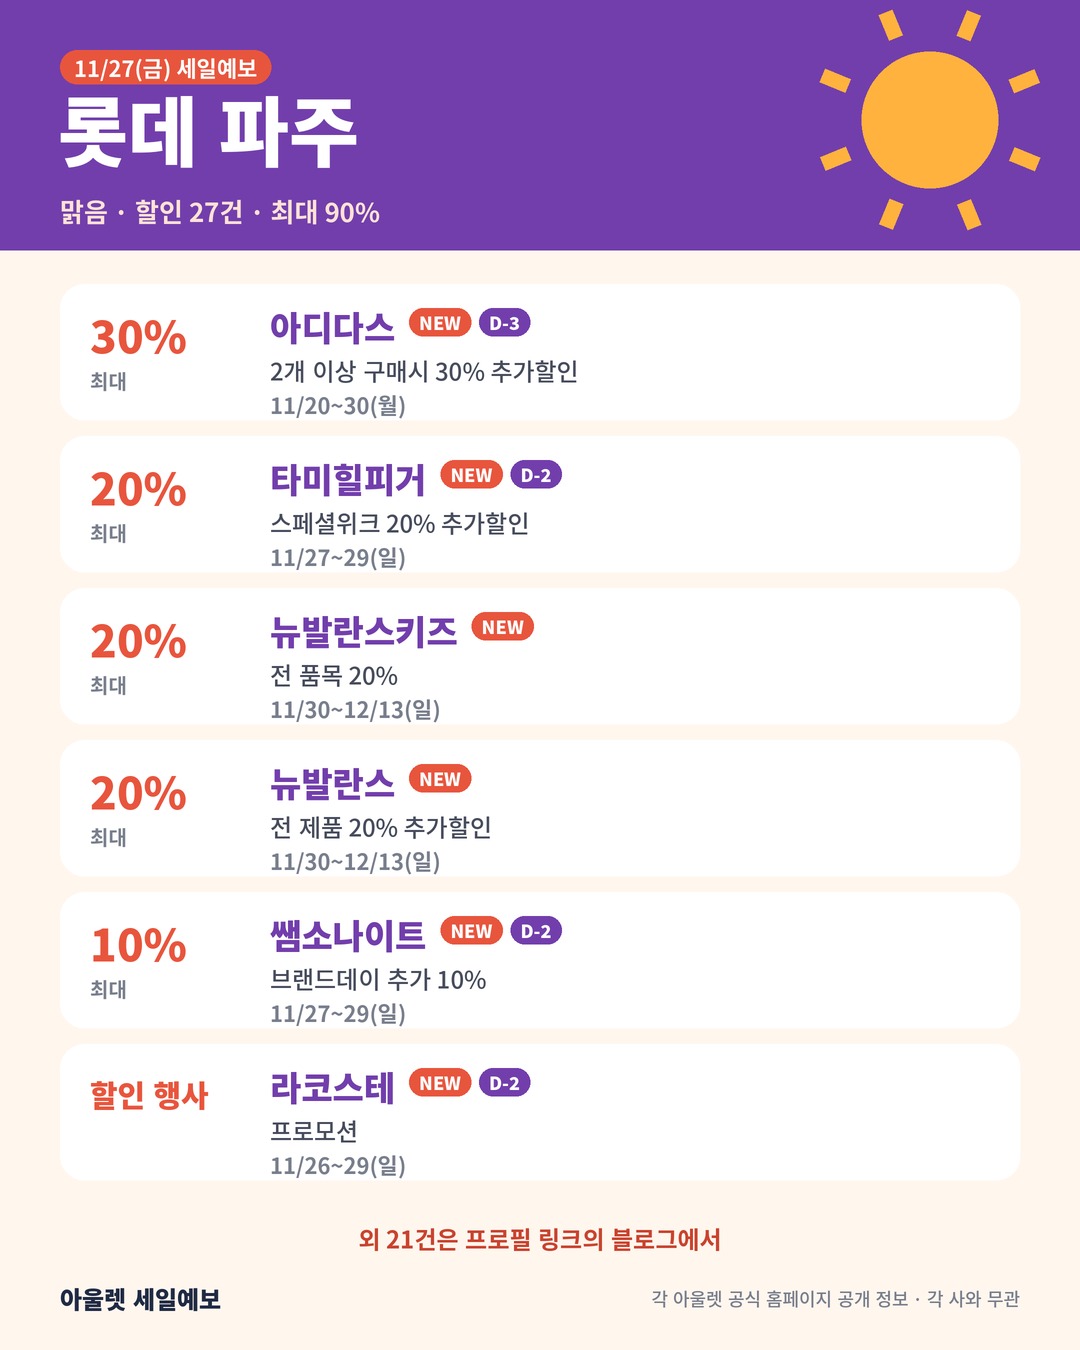 11/27(금) 세일예보
롯데 파주
맑음 · 할인 27건 · 최대 90%
30%
최대
아디다스 NEW D-3
2개 이상 구매시 30% 추가할인
11/20~30(월)
20%
최대
타미힐피거 NEW D-2
스페셜위크 20% 추가할인
11/27~29(일)
20%
최대
뉴발란스키즈 NEW
전 품목 20%
11/30~12/13(일)
20%
최대
뉴발란스 NEW
전 제품 20% 추가할인
11/30~12/13(일)
10%
최대
쌤소나이트 NEW D-2
브랜드데이 추가 10%
11/27~29(일)
할인 행사
라코스테 NEW D-2
프로모션
11/26~29(일)
외 21건은 프로필 링크의 블로그에서
아울렛 세일예보
각 아울렛 공식 홈페이지 공개 정보 · 각 사와 무관